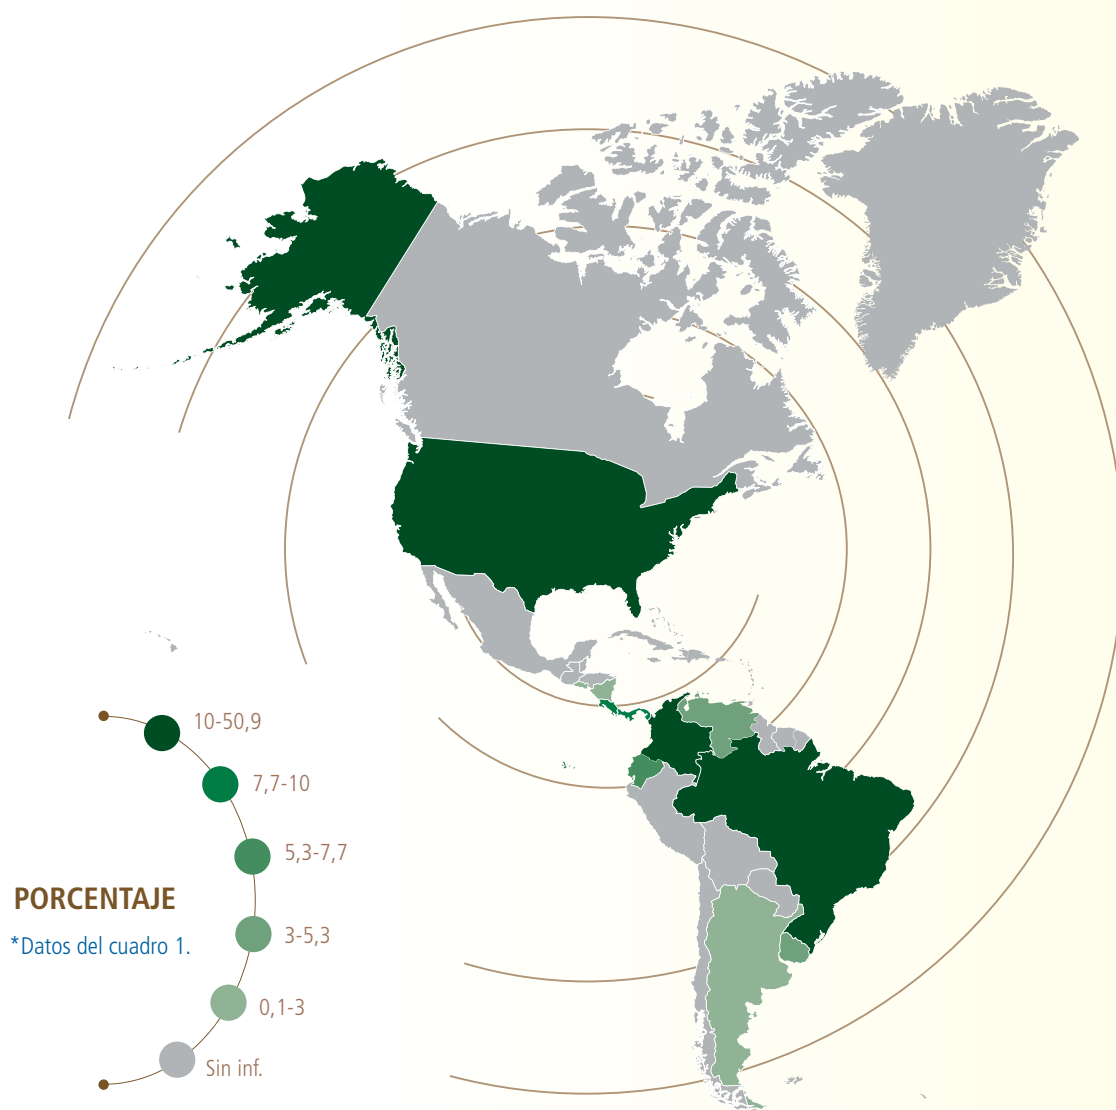 10-50,9
7,7-10
5,3-7,7
PORCENTAJE
*Datos del cuadro 1.
3-5,3
0,1-3
Sin inf.